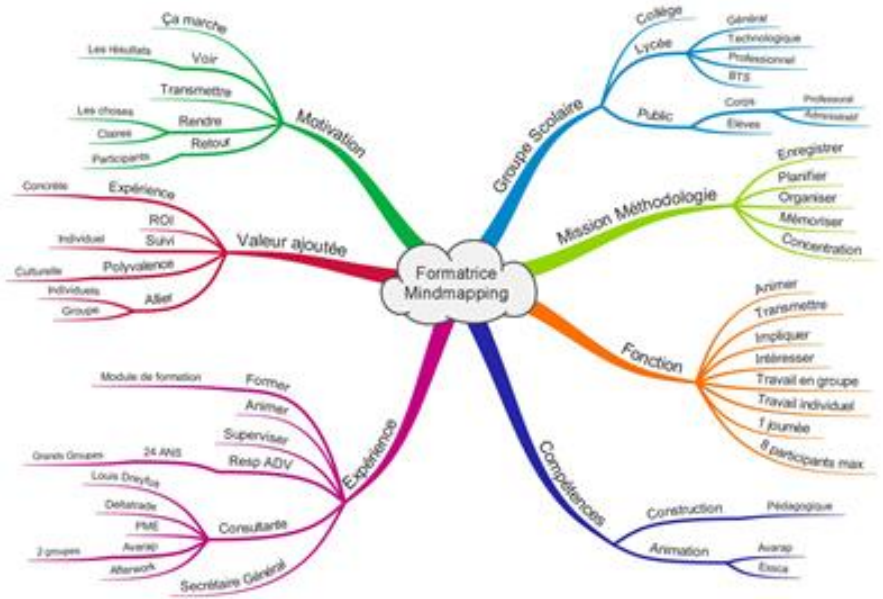 Formatrice
Mindmapping
Groupe Scolaire
Collège
Lycée
Général
Technologique
Professionnel
BTS
Public
Corps
Professoral
Administratif
Elèves
Mission Méthodologie
Enregistrer
Planifier
Organiser
Mémoriser
Concentration
Fonction
Animer
Transmettre
Impliquer
Intéresser
Travail en groupe
Travail individuel
1 journée
8 participants max
Compétences
Construction
Pédagogique
Animation
Avarap
Essca
Expérience
Former
Module de formation
Animer
Superviser
Resp ADV
24 ANS
Grands Groupes
Consultante
Louis Dreyfus
Deltatrade
PME
Avarap
2 groupes
Afterwork
Secrétaire Général
Valeur ajoutée
Expérience
Concrète
ROI
Suivi
Individuel
Polyvalence
Culturelle
Allier
Individuels
Groupe
Motivation
Ça marche
Voir
Les résultats
Transmettre
Rendre
Les choses
Claires
Retour
Participants